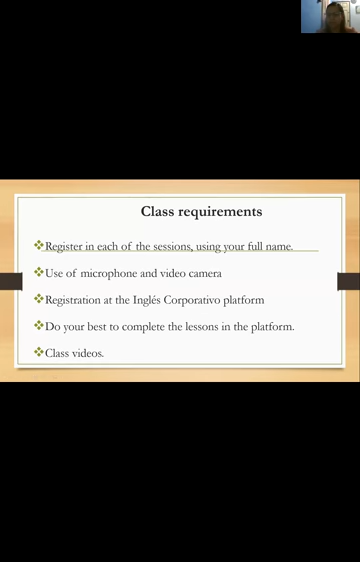 Class requirements
Register in each of the sessions, using your full name.
Use of microphone and video camera
Registration at the Inglés Corporativo platform
Do your best to complete the lessons in the platform.
Class videos.